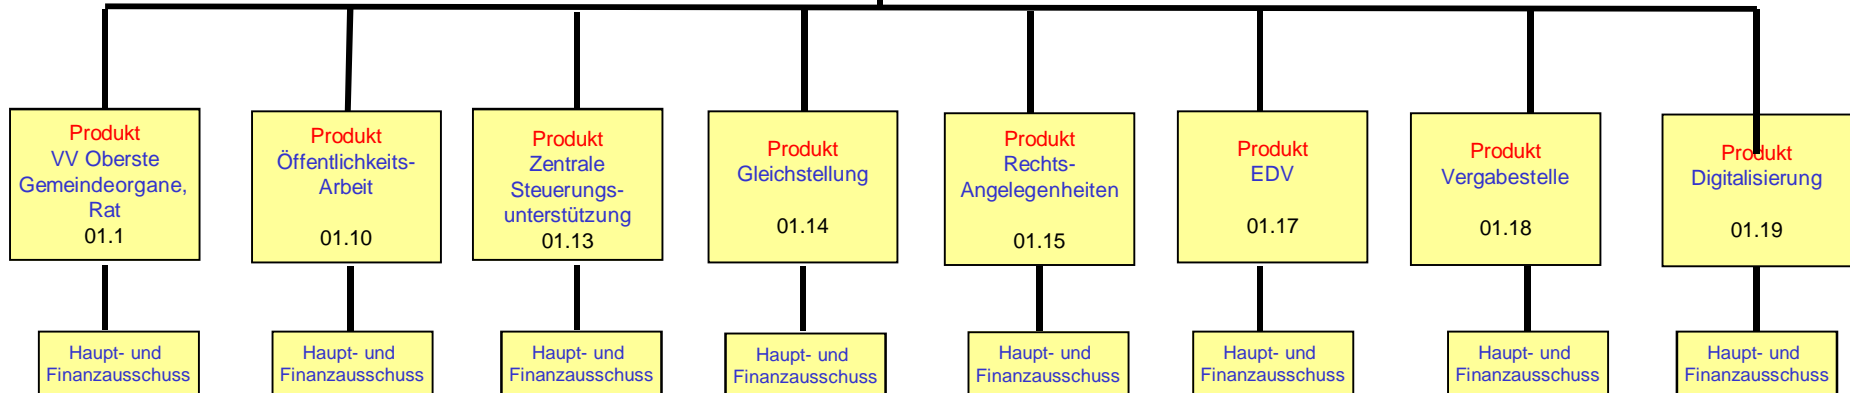 Produkt
VV Oberste
Gemeindeorgane,
Rat
01.1
Produkt
Öffentlichkeits-
Arbeit
01.10
Produkt
Zentrale
Steuerungs-
unterstützung
01.13
Produkt
Gleichstellung
01.14
Produkt
Rechts-
Angelegenheiten
01.15
Produkt
EDV
01.17
Produkt
Vergabestelle
01.18
Produkt
Digitalisierung
01.19
Haupt- und
Finanzausschuss
Haupt- und
Finanzausschuss
Haupt- und
Finanzausschuss
Haupt- und
Finanzausschuss
Haupt- und
Finanzausschuss
Haupt- und
Finanzausschuss
Haupt- und
Finanzausschuss
Haupt- und
Finanzausschuss